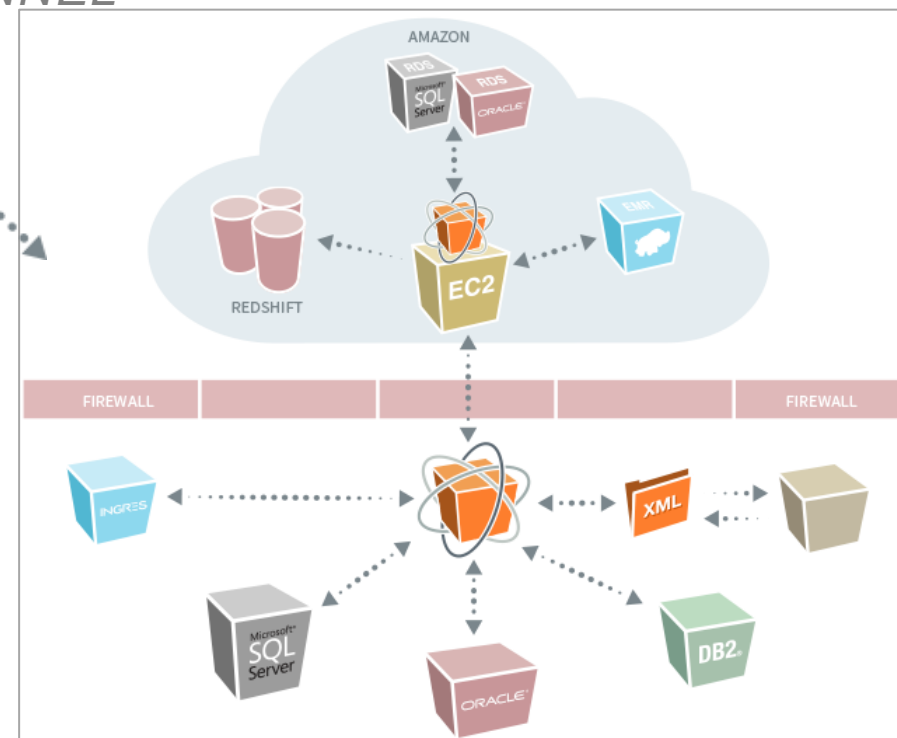 AMAZON
RDS
RDS
Microsoft®
SQL
Server
ORACLE®
EMR
EC2
REDSHIFT
FIREWALL
FIREWALL
INGRES
XML
Microsoft®
SQL
Server
DB2®
ORACLE®